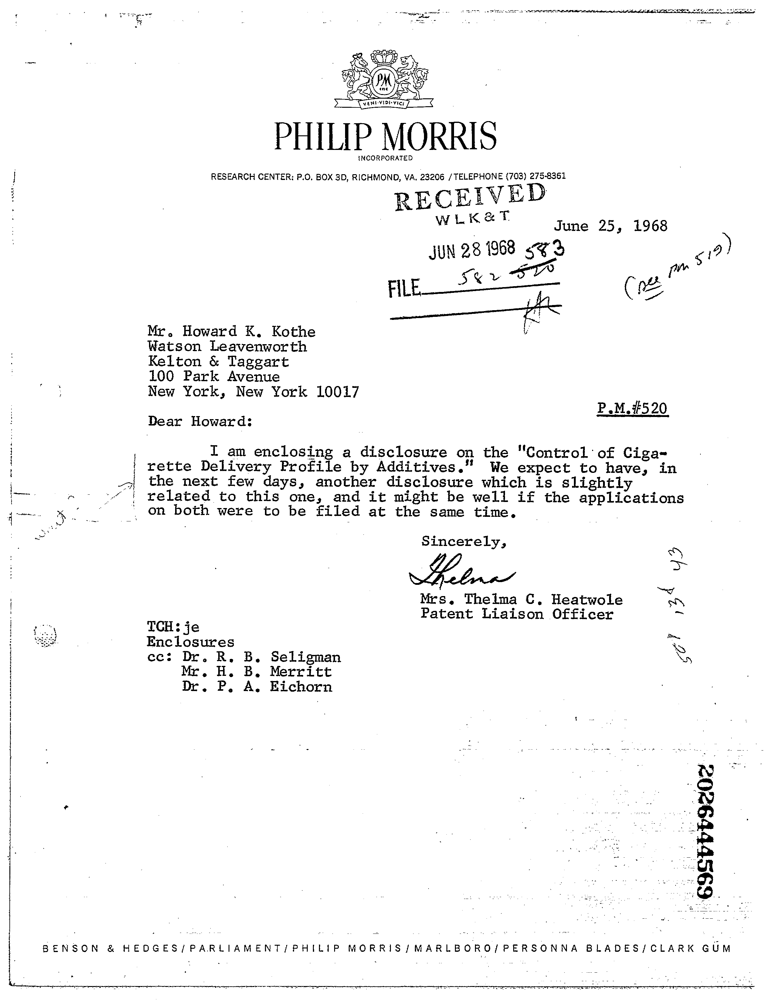 PM
INC
VENI·VIDI·VICI
PHILIP MORRIS
INCORPORATED
RESEARCH CENTER: P.O. BOX 3D, RICHMOND, VA. 23206 / TELEPHONE (703) 275-8361
RECEIVED
WLK&T
June 25, 1968
JUN 28 1968 583
FILE 582 520
(see pm 519)
Mr. Howard K. Kothe
Watson Leavenworth
Kelton & Taggart
100 Park Avenue
New York, New York 10017
P.M.#520
Dear Howard:
I am enclosing a disclosure on the "Control of Ciga-
rette Delivery Profile by Additives." We expect to have, in
the next few days, another disclosure which is slightly
related to this one, and it might be well if the applications
on both were to be filed at the same time.
Sincerely,
Thelma
Mrs. Thelma C. Heatwole
Patent Liaison Officer
TCH:je
Enclosures
cc: Dr. R. B. Seligman
Mr. H. B. Merritt
Dr. P. A. Eichorn
2026444569
BENSON & HEDGES/PARLIAMENT/PHILIP MORRIS/MARLBORO/PERSONNA BLADES/CLARK GUM